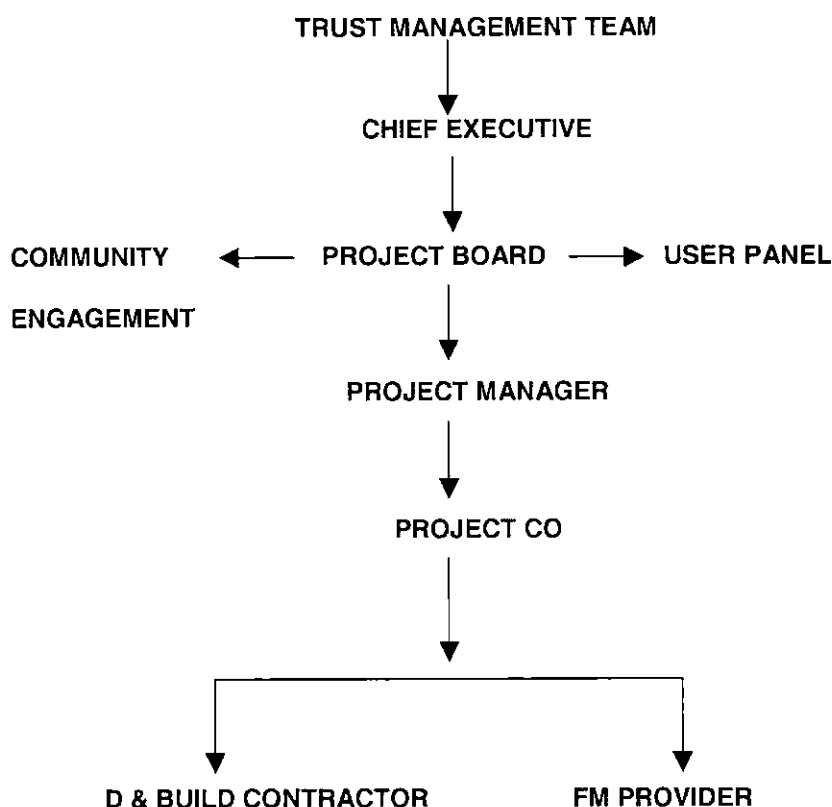 TRUST MANAGEMENT TEAM
CHIEF EXECUTIVE
COMMUNITY
PROJECT BOARD
USER PANEL
ENGAGEMENT
PROJECT MANAGER
PROJECT CO
D & BUILD CONTRACTOR
FM PROVIDER